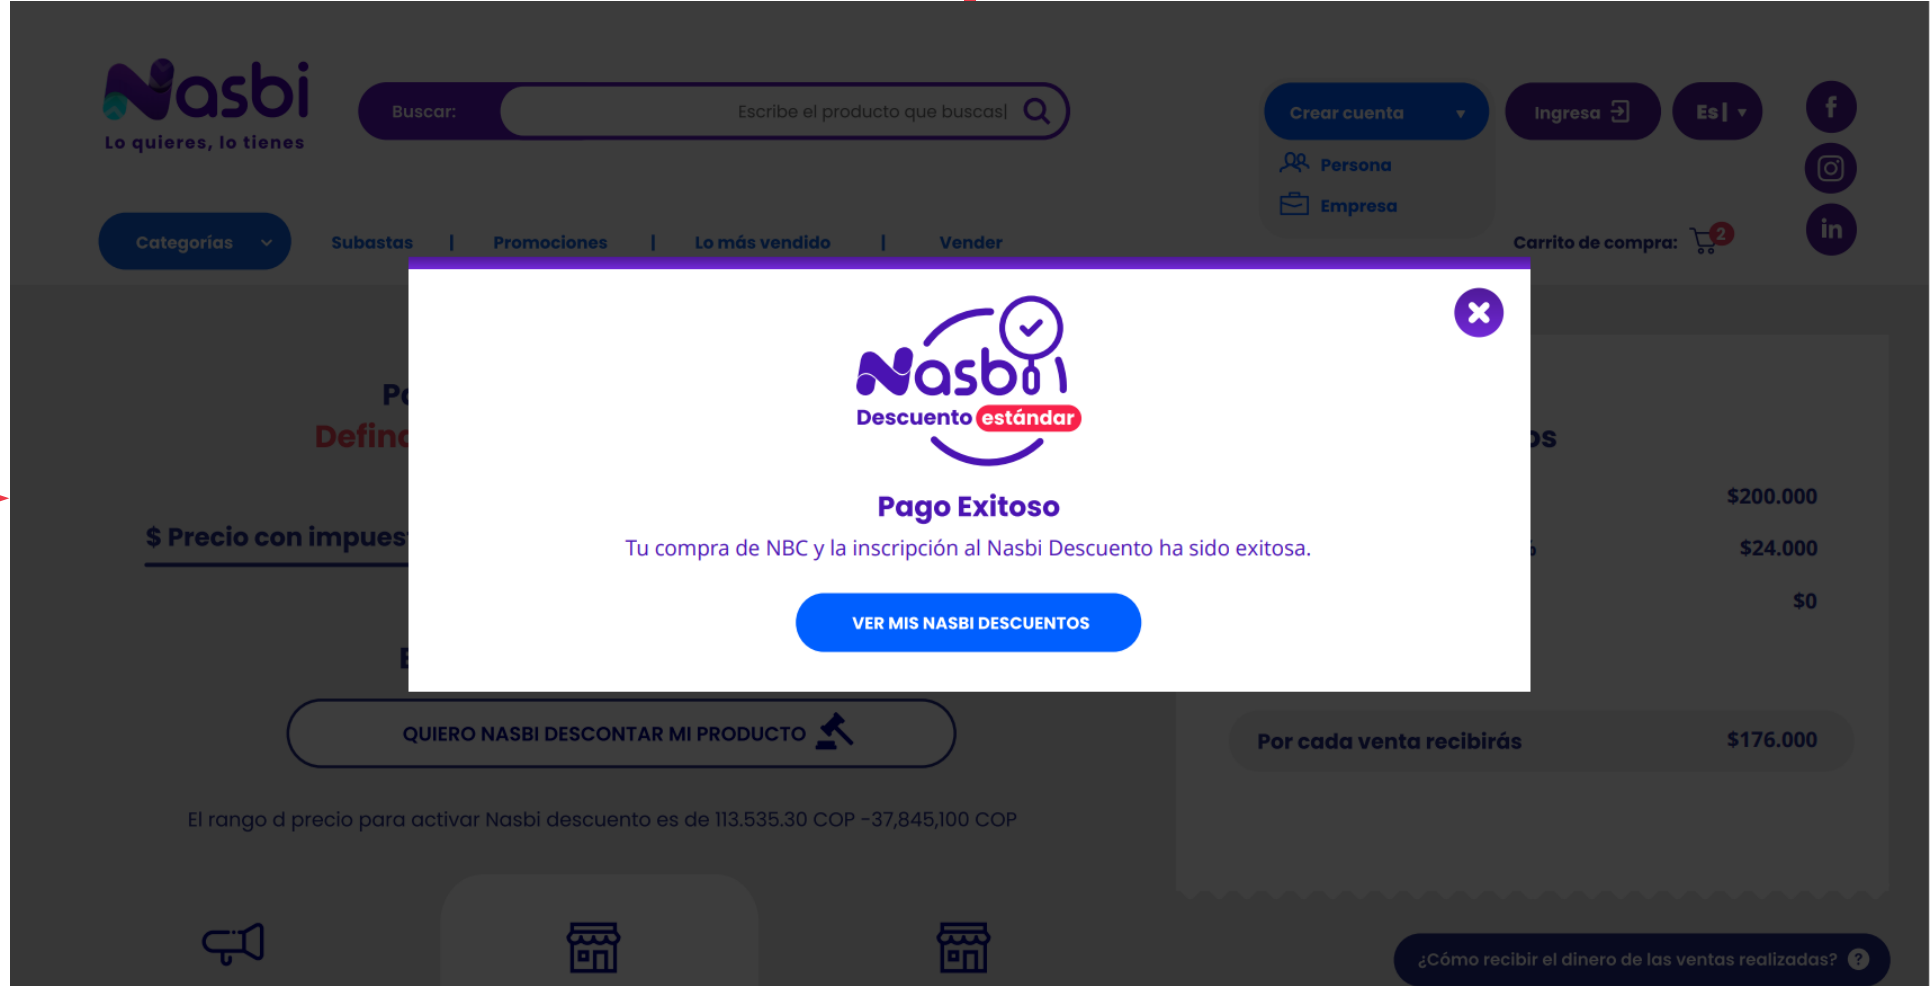 Nasbi
Lo quieres, lo tienes
Buscar:
Escribe el producto que buscas|
Crear cuenta
Persona
Empresa
Ingresa
Es|
Categorías
Subastas | Promociones | Lo más vendido | Vender
Carrito de compra: 2
Nasbi
Descuento estándar
Pago Exitoso
Tu compra de NBC y la inscripción al Nasbi Descuento ha sido exitosa.
VER MIS NASBI DESCUENTOS
$ Precio con impues
$200.000
$24.000
$0
QUIERO NASBI DESCONTAR MI PRODUCTO
El rango d precio para activar Nasbi descuento es de 113.535.30 COP -37,845,100 COP
Por cada venta recibirás
$176.000
¿Cómo recibir el dinero de las ventas realizadas? ?